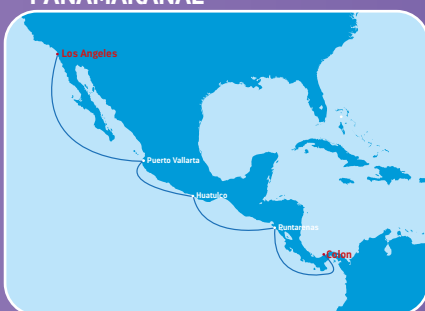 PANAMAKANAL
Los Angeles
Puerto Vallarta
Huatulco
Puntarenas
Colon